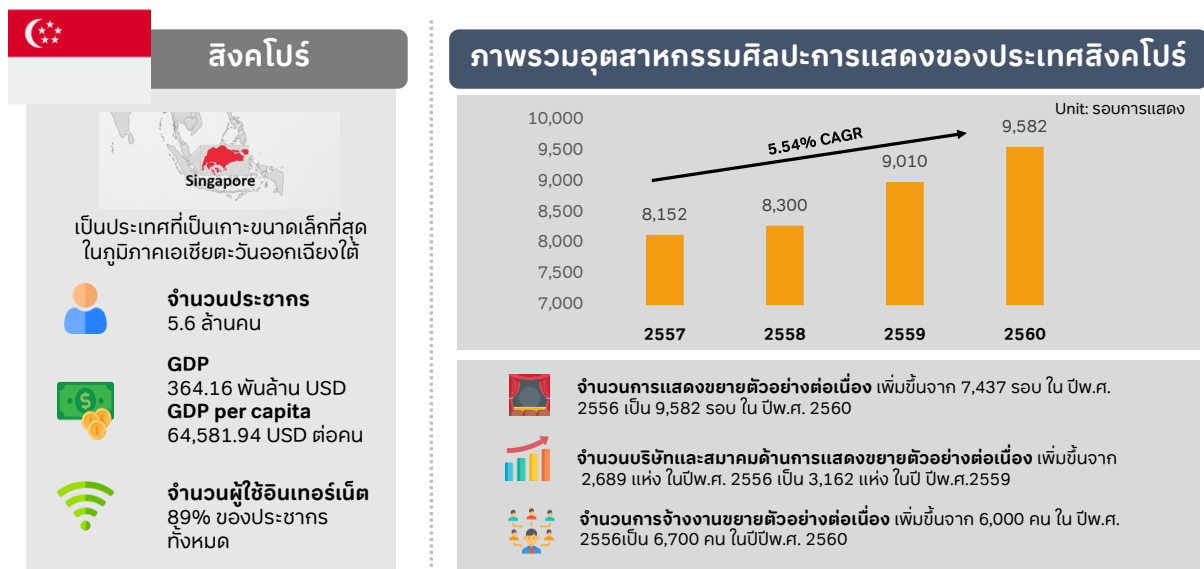 สิงคโปร์
Singapore
เป็นประเทศที่เป็นเกาะขนาดเล็กที่สุด
ในภูมิภาคเอเชียตะวันออกเฉียงใต้
จำนวนประชากร
5.6 ล้านคน
GDP
364.16 พันล้าน USD
GDP per capita
64,581.94 USD ต่อคน
จำนวนผู้ใช้อินเทอร์เน็ต
89% ของประชากร
ทั้งหมด
ภาพรวมอุตสาหกรรมศิลปะการแสดงของประเทศสิงคโปร์
Unit: รอบการแสดง
10,000
9,500
9,000
8,500
8,000
7,500
7,000
5.54% CAGR
8,152
8,300
9,010
9,582
2557
2558
2559
2560
จำนวนการแสดงขยายตัวอย่างต่อเนื่อง เพิ่มขึ้นจาก 7,437 รอบ ใน ปีพ.ศ.
2556 เป็น 9,582 รอบ ใน ปีพ.ศ. 2560
จำนวนบริษัทและสมาคมด้านการแสดงขยายตัวอย่างต่อเนื่อง เพิ่มขึ้นจาก
2,689 แห่ง ในปีพ.ศ. 2556 เป็น 3,162 แห่ง ในปี ปีพ.ศ.2559
จำนวนการจ้างงานขยายตัวอย่างต่อเนื่อง เพิ่มขึ้นจาก 6,000 คน ใน ปีพ.ศ.
2556เป็น 6,700 คน ในปีปีพ.ศ. 2560